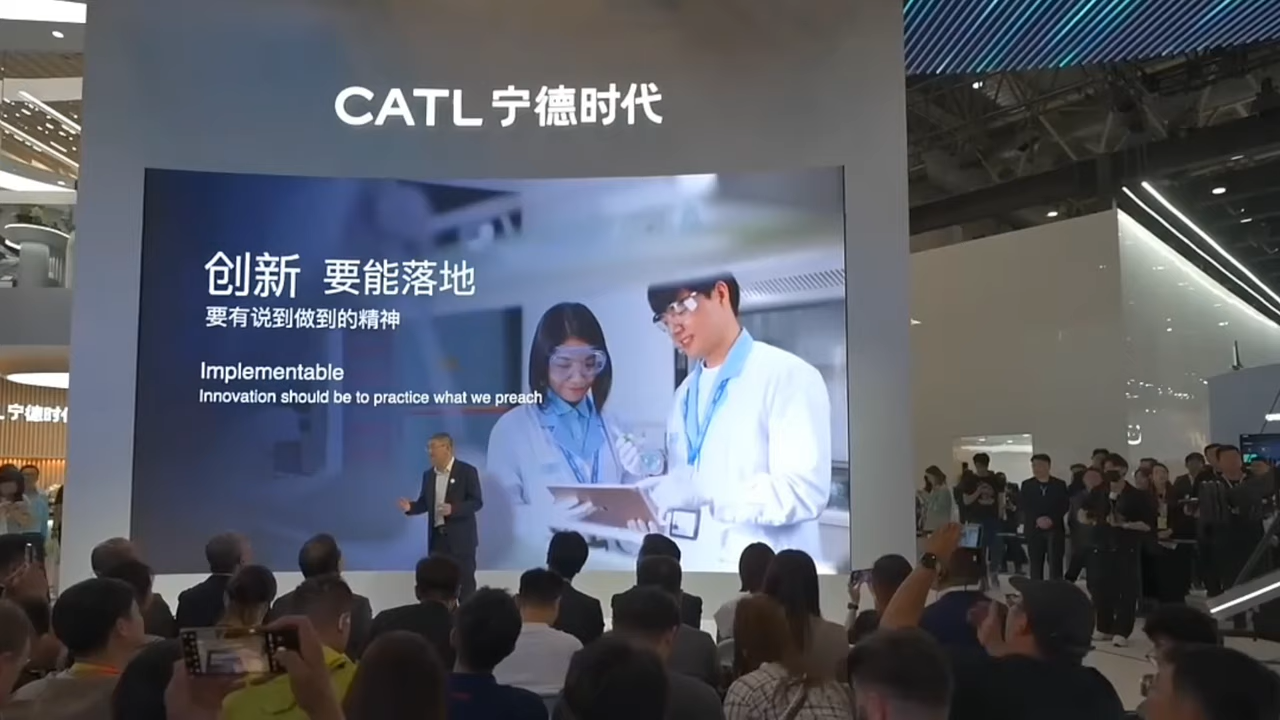 CATL 宁德时代
创新 要能落地
要有说到做到的精神
Implementable
Innovation should be to practice what we preach
宁德时代